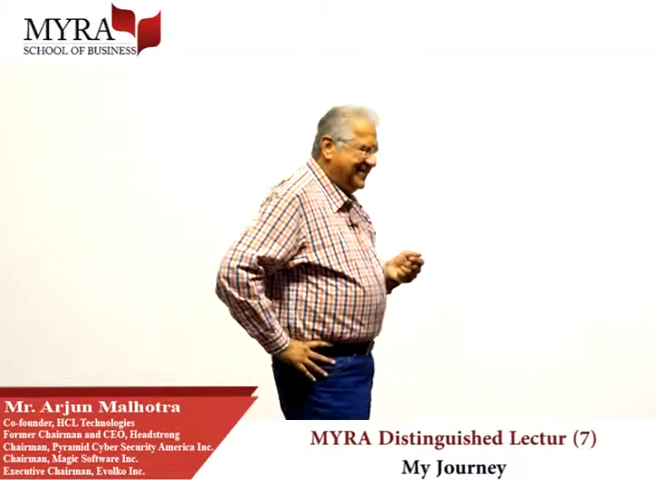 MYRA
SCHOOL OF BUSINESS
Mr. Arjun Malhotra
Co-founder, HCL Technologies
Former Chairman and CEO, Headstrong
Chairman, Pyramid Cyber Security America Inc.
Chairman, Magic Software Inc.
Executive Chairman, Evolko Inc.
MYRA Distinguished Lectur (7)
My Journey